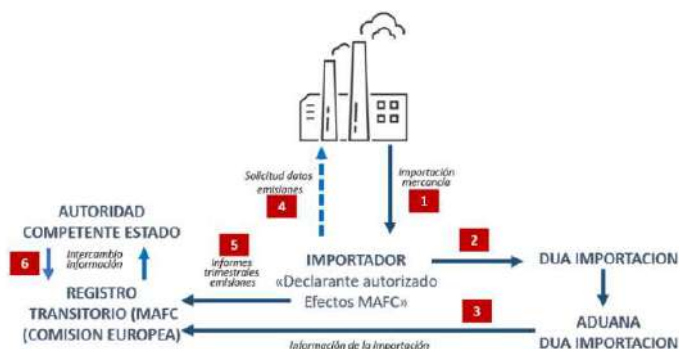 Solicitud datos
emisiones
4
Importación
mercancía
1
AUTORIDAD
COMPETENTE ESTADO
6
Intercambio
información
5
Informes
trimestrales
emisiones
IMPORTADOR
«Declarante autorizado
Efectos MAFC»
2
DUA IMPORTACION
REGISTRO
TRANSITORIO (MAFC
(COMISION EUROPEA)
3
Información de la importación
ADUANA
DUA IMPORTACION